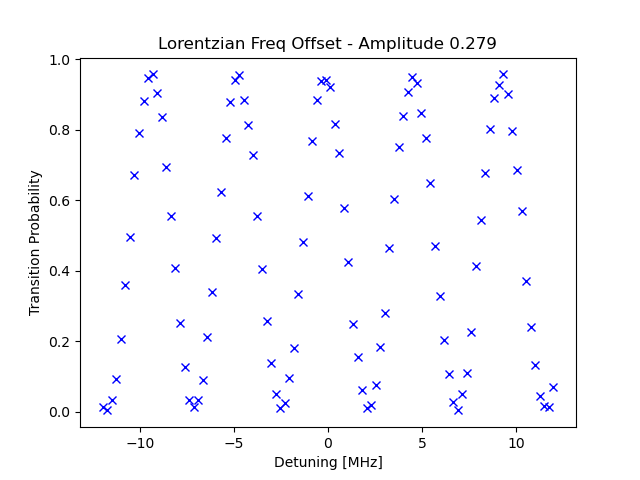 Lorentzian Freq Offset - Amplitude 0.279
Transition Probability
1.0
0.8
0.6
0.4
0.2
0.0
−10 −5 0 5 10
Detuning [MHz]